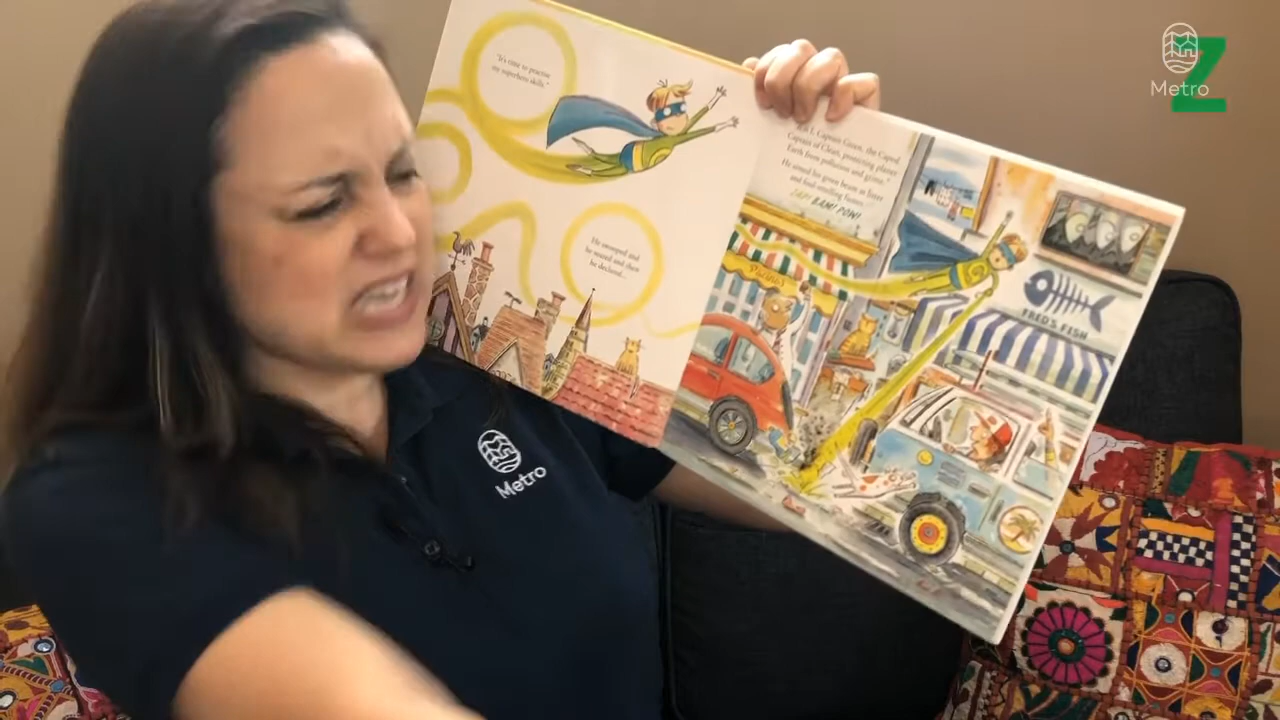 "It's time to practise
my superhero skills."
He swooped and
he soared and then
he declared...
I, Captain Green, the Caped
Captain of Clean, protecting planet
Earth from pollution and grime."
He aimed his green beam at
and foul-smelling fumes.
ZAP! BAM! POW!
FRED'S FISH
Metro
Z
Metro